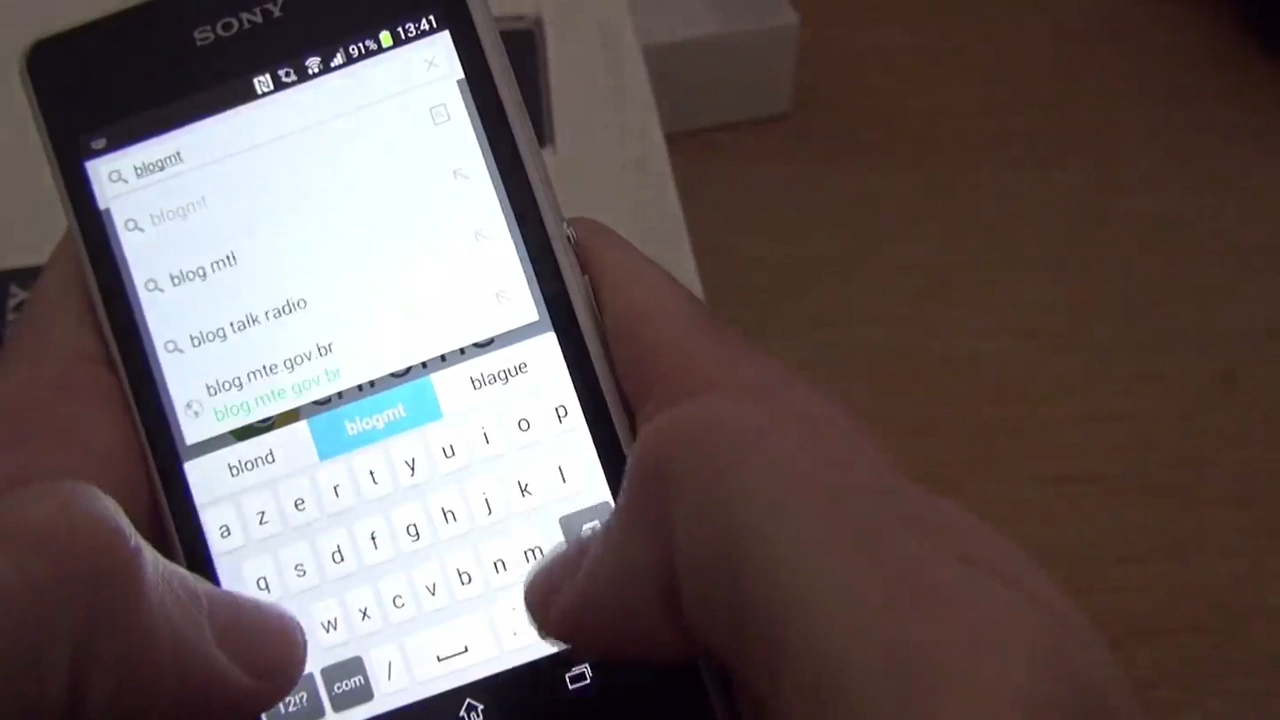 SONY
91% 13:41
blogmt
blogmt
blog mtl
blog talk radio
blog.mte.gov.br
blog.mte.gov.br
blond blogmt blague
a z e r t y u i o p
q s d f g h j k l
w x c v b n m
12!? .com /